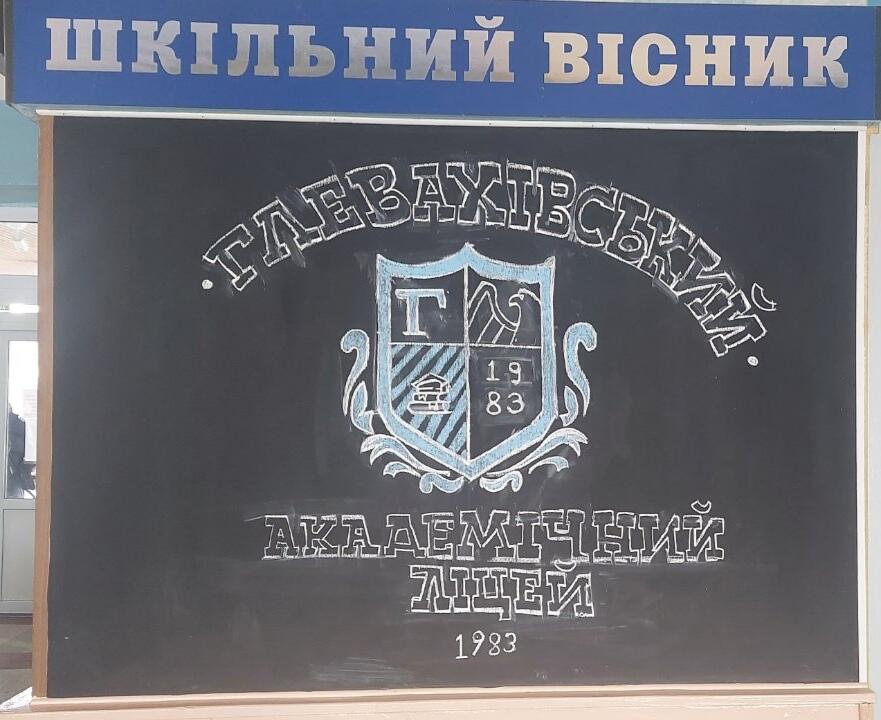 ШКІЛЬНИЙ ВІСНИК
ГЛЕВАХІВСЬКИЙ
Г
19
83
АКАДЕМІЧНИЙ
ЛІЦЕЙ
1983